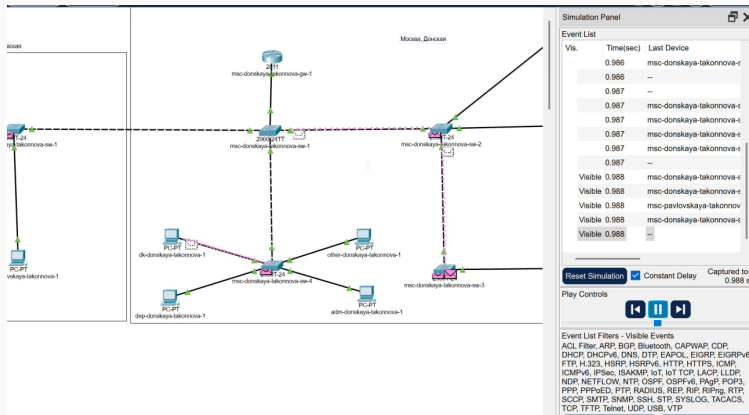 Simulation Panel
Event List
Vis. Time(sec) Last Device
0.986 msc-donskaya-takonnova-s
0.986 --
0.987 --
0.987 msc-donskaya-takonnova-s
0.987 msc-donskaya-takonnova-s
0.987 msc-donskaya-takonnova-s
0.987 msc-donskaya-takonnova-s
0.987 --
Visible 0.988 msc-donskaya-takonnova-s
Visible 0.988 msc-pavlovskaya-takonnov
Visible 0.988 msc-donskaya-takonnova-s
Visible 0.988 --
Reset Simulation Constant Delay Captured to:
0.988 s
Play Controls
Event List Filters - Visible Events
ACL Filter, ARP, BGP, Bluetooth, CAPWAP, CDP,
DHCP, DHCPv6, DNS, DTP, EAPOL, EIGRP, EIGRPv6,
FTP, H.323, HSRP, HSRPv6, HTTP, HTTPS, ICMP,
ICMPv6, IPSec, ISAKMP, IoT, IoT TCP, LACP, LLDP,
NDP, NETFLOW, NTP, OSPF, OSPFv6, PAgP, POP3,
PPP, PPPoED, PTP, RADIUS, REP, RIP, RIPng, RTP,
SCCP, SMTP, SNMP, SSH, STP, SYSLOG, TACACS,
TCP, TFTP, Telnet, UDP, USB, VTP
Москва, Донская
2811
msc-donskaya-takonnova-gw-1
2960-24TT
msc-donskaya-takonnova-sw-1
T-24
msc-donskaya-takonnova-sw-2
T-24
takonnova-sw-1
PC-PT
vskaya-takonnova-1
PC-PT
dk-donskaya-takonnova-1
PC-PT
other-donskaya-takonnova-1
T-24
msc-donskaya-takonnova-sw-4
msc-donskaya-takonnova-sw-3
PC-PT
dep-donskaya-takonnova-1
PC-PT
adm-donskaya-takonnova-1